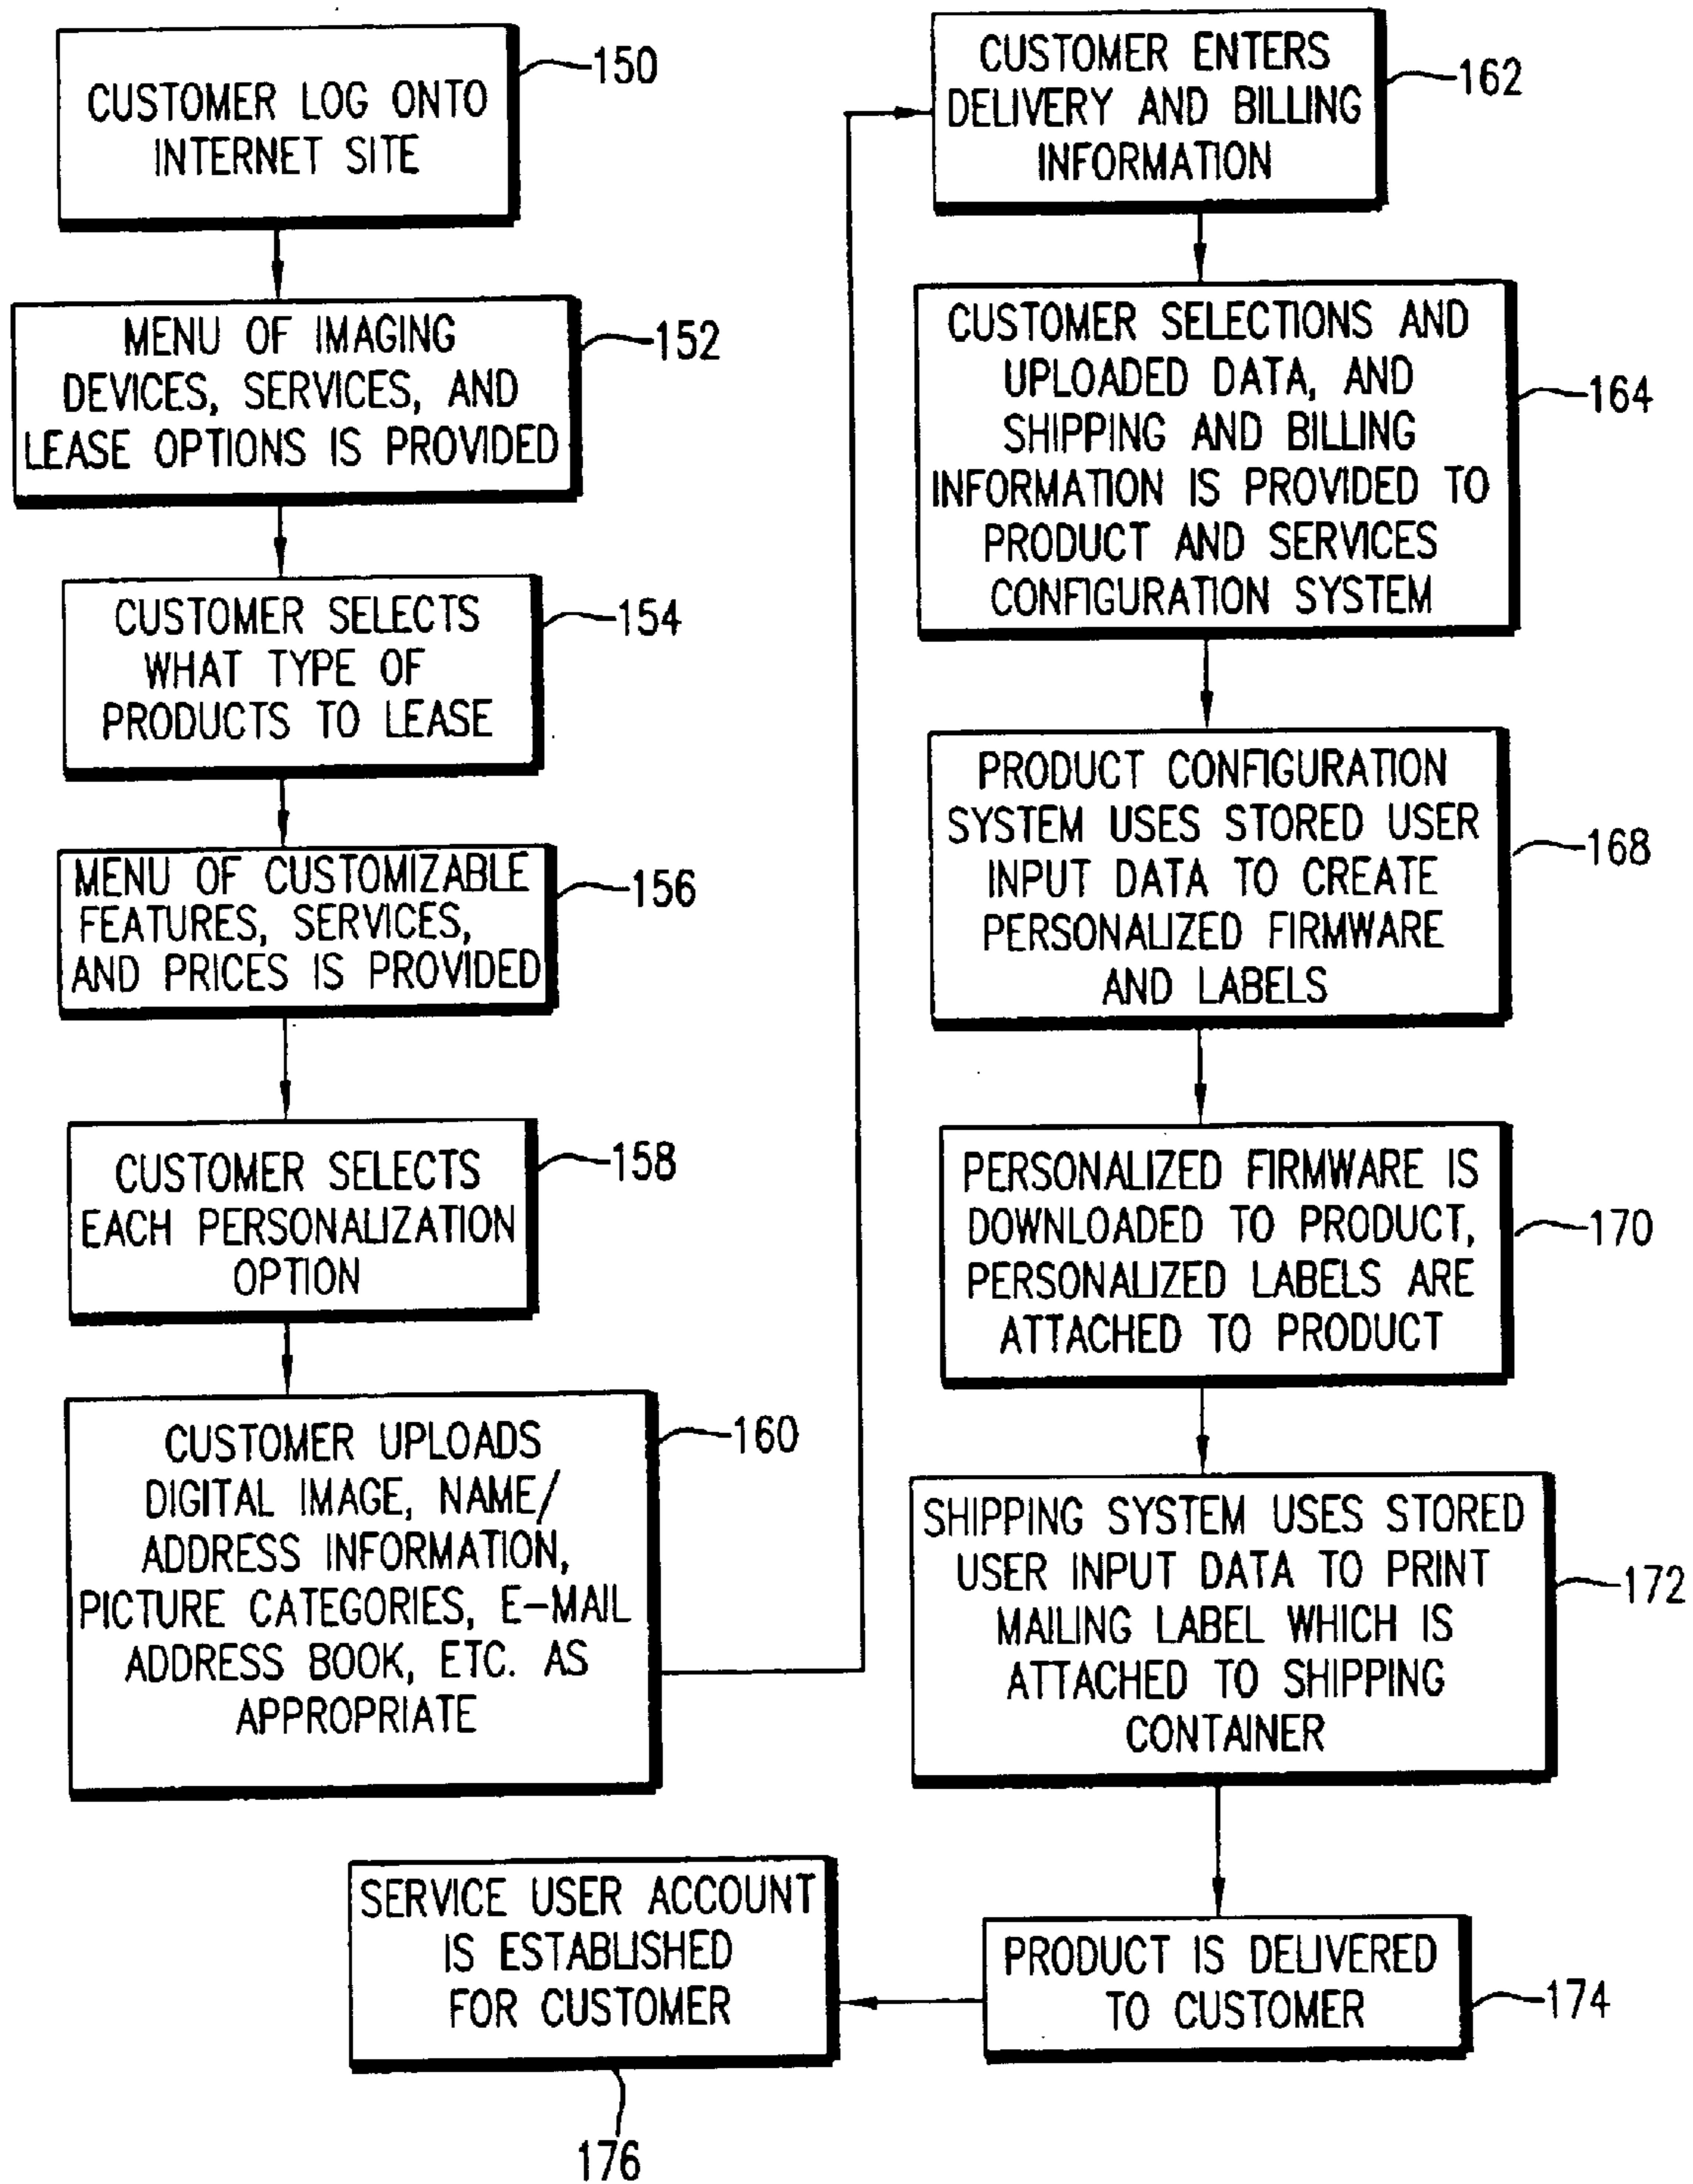 CUSTOMER LOG ONTO
INTERNET SITE
150
MENU OF IMAGING
DEVICES, SERVICES, AND
LEASE OPTIONS IS PROVIDED
152
CUSTOMER SELECTS
WHAT TYPE OF
PRODUCTS TO LEASE
154
MENU OF CUSTOMIZABLE
FEATURES, SERVICES,
AND PRICES IS PROVIDED
156
CUSTOMER SELECTS
EACH PERSONALIZATION
OPTION
158
CUSTOMER UPLOADS
DIGITAL IMAGE, NAME/
ADDRESS INFORMATION,
PICTURE CATEGORIES, E-MAIL
ADDRESS BOOK, ETC. AS
APPROPRIATE
160
CUSTOMER ENTERS
DELIVERY AND BILLING
INFORMATION
162
CUSTOMER SELECTIONS AND
UPLOADED DATA, AND
SHIPPING AND BILLING
INFORMATION IS PROVIDED TO
PRODUCT AND SERVICES
CONFIGURATION SYSTEM
164
PRODUCT CONFIGURATION
SYSTEM USES STORED USER
INPUT DATA TO CREATE
PERSONALIZED FIRMWARE
AND LABELS
168
PERSONALIZED FIRMWARE IS
DOWNLOADED TO PRODUCT,
PERSONALIZED LABELS ARE
ATTACHED TO PRODUCT
170
SHIPPING SYSTEM USES STORED
USER INPUT DATA TO PRINT
MAILING LABEL WHICH IS
ATTACHED TO SHIPPING
CONTAINER
172
PRODUCT IS DELIVERED
TO CUSTOMER
174
SERVICE USER ACCOUNT
IS ESTABLISHED
FOR CUSTOMER
176